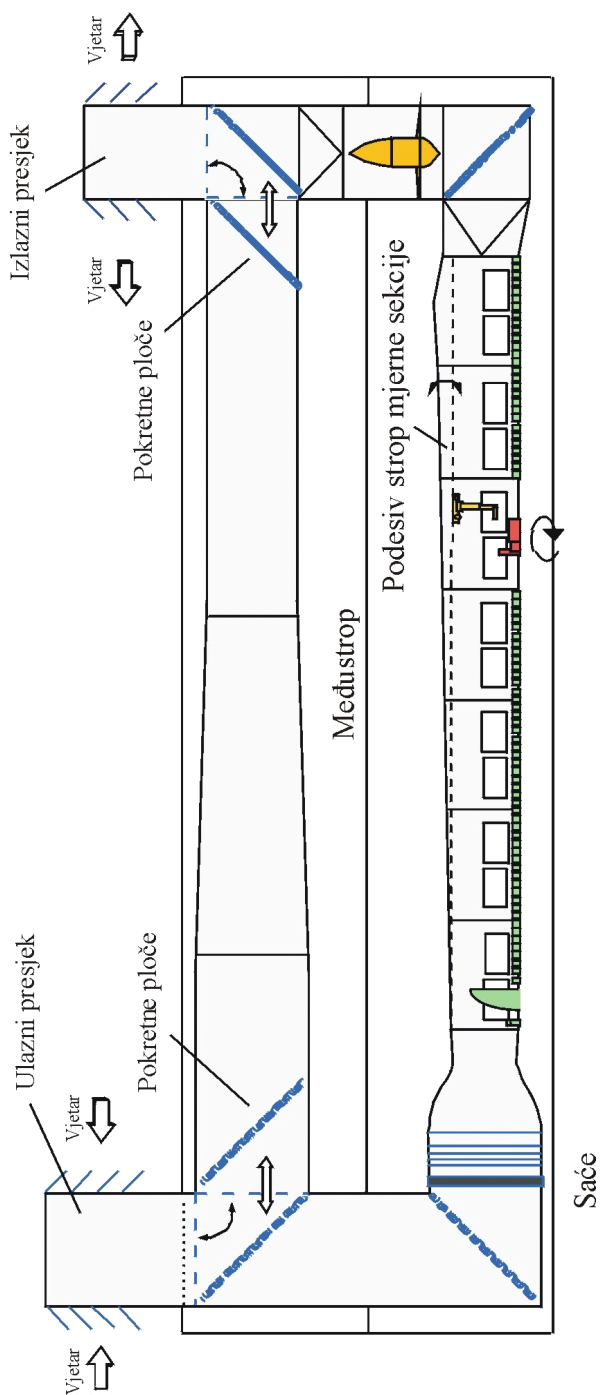 Ulazni presjek
Izlazni presjek
Vjetar
Vjetar
Vjetar
Vjetar
Pokretne ploče
Pokretne ploče
Međustrop
Podesiv strop mjerne sekcije
Saće